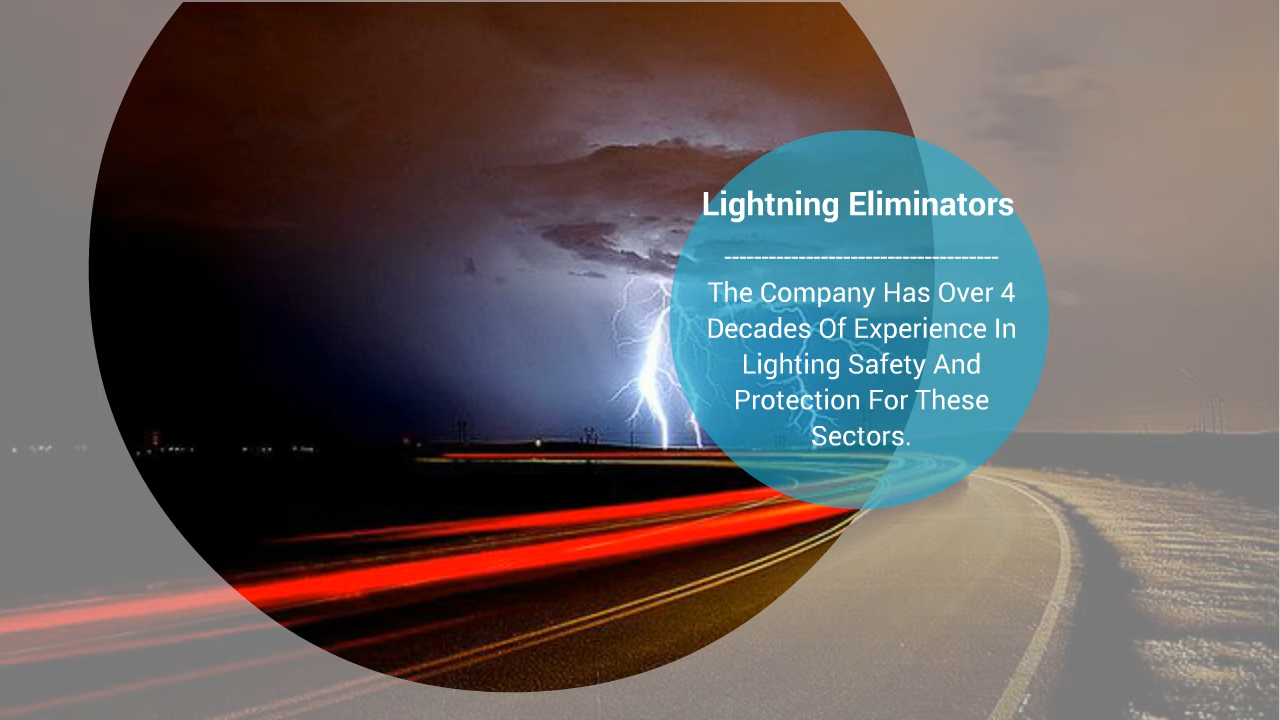 Lightning Eliminators
-------------------------------------
The Company Has Over 4
Decades Of Experience In
Lighting Safety And
Protection For These
Sectors.